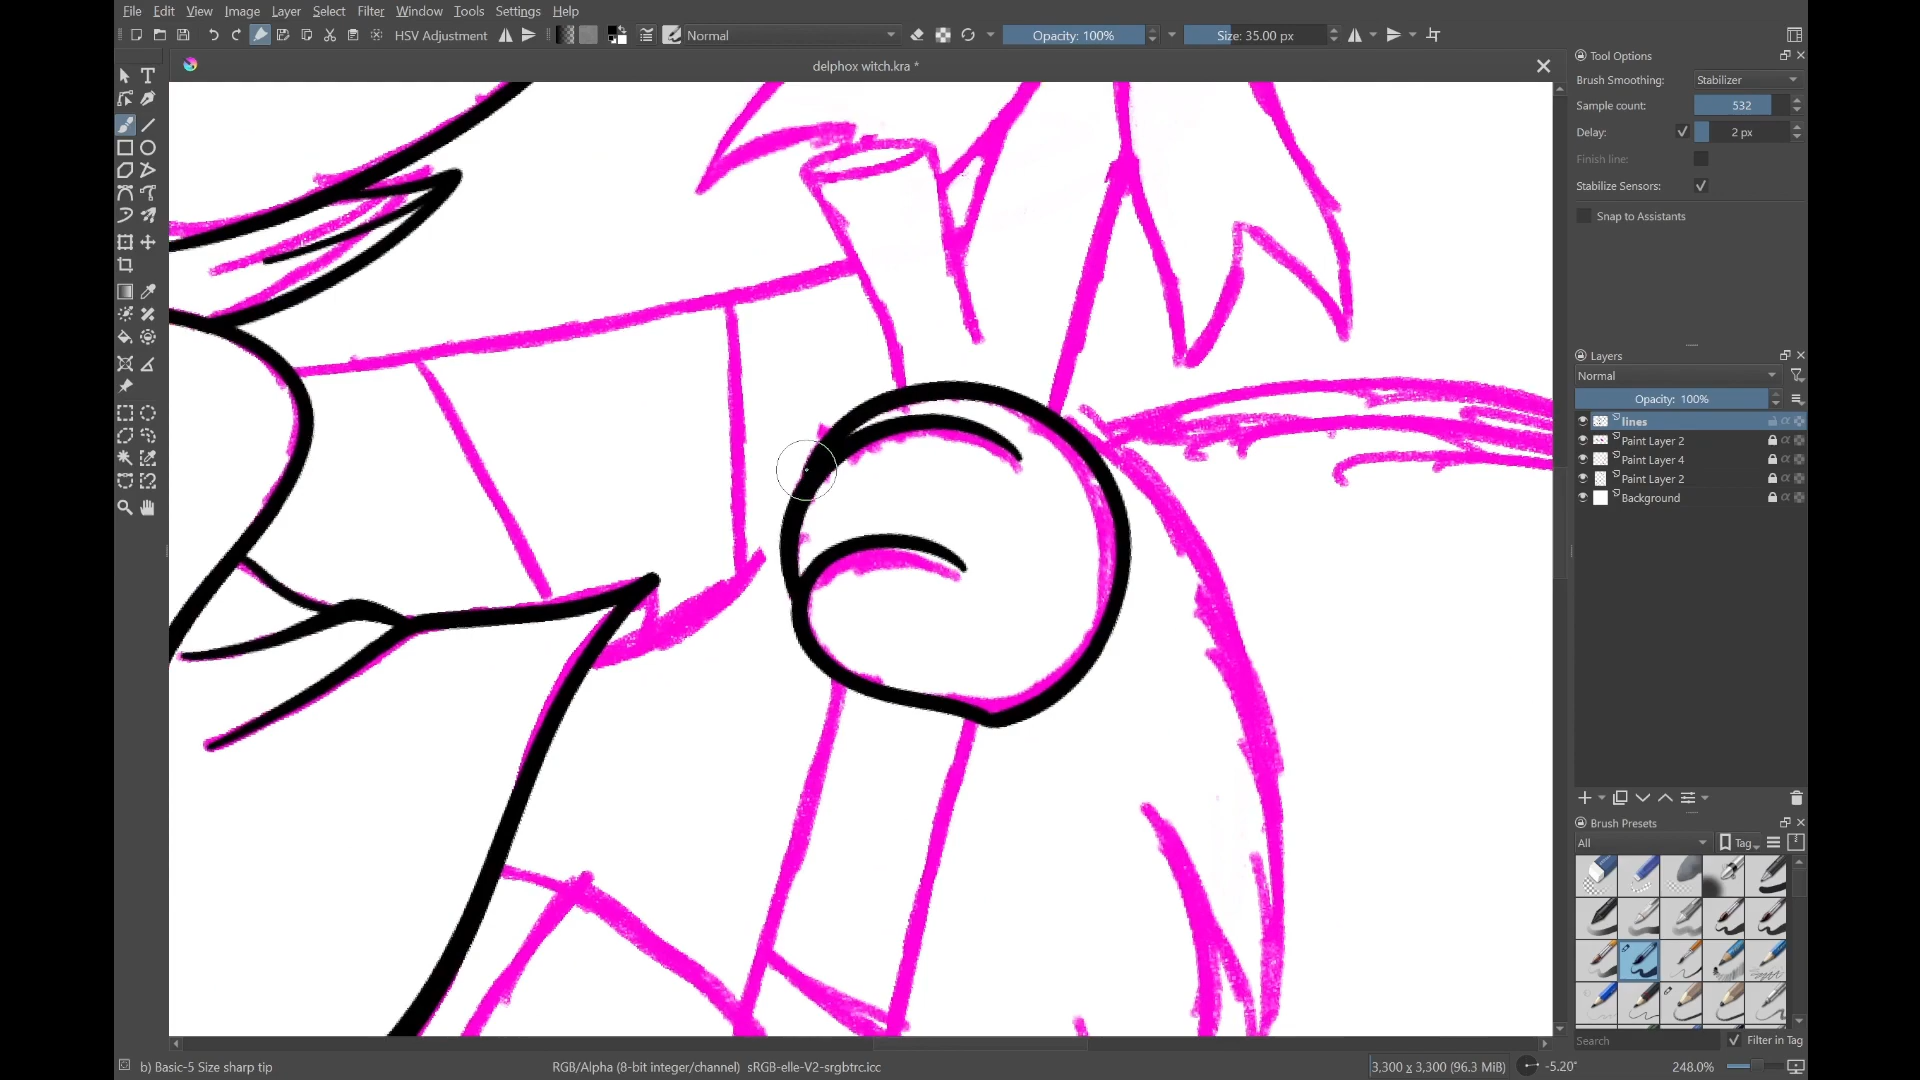 File Edit View Image Layer Select Filter Window Tools Settings Help
HSV Adjustment Normal Opacity: 100% Size: 35.00 px
delphox witch.kra *
Tool Options
Brush Smoothing: Stabilizer
Sample count: 532
Delay: 2 px
Finish line:
Stabilize Sensors:
Snap to Assistants
Layers
Normal
Opacity: 100%
lines
Paint Layer 2
Paint Layer 4
Paint Layer 2
Background
Brush Presets
All Tag
Search Filter in Tag
b) Basic-5 Size sharp tip RGB/Alpha (8-bit integer/channel) sRGB-elle-V2-srgbtrc.icc 3,300 x 3,300 (96.3 MiB) -5.20° 248.0%